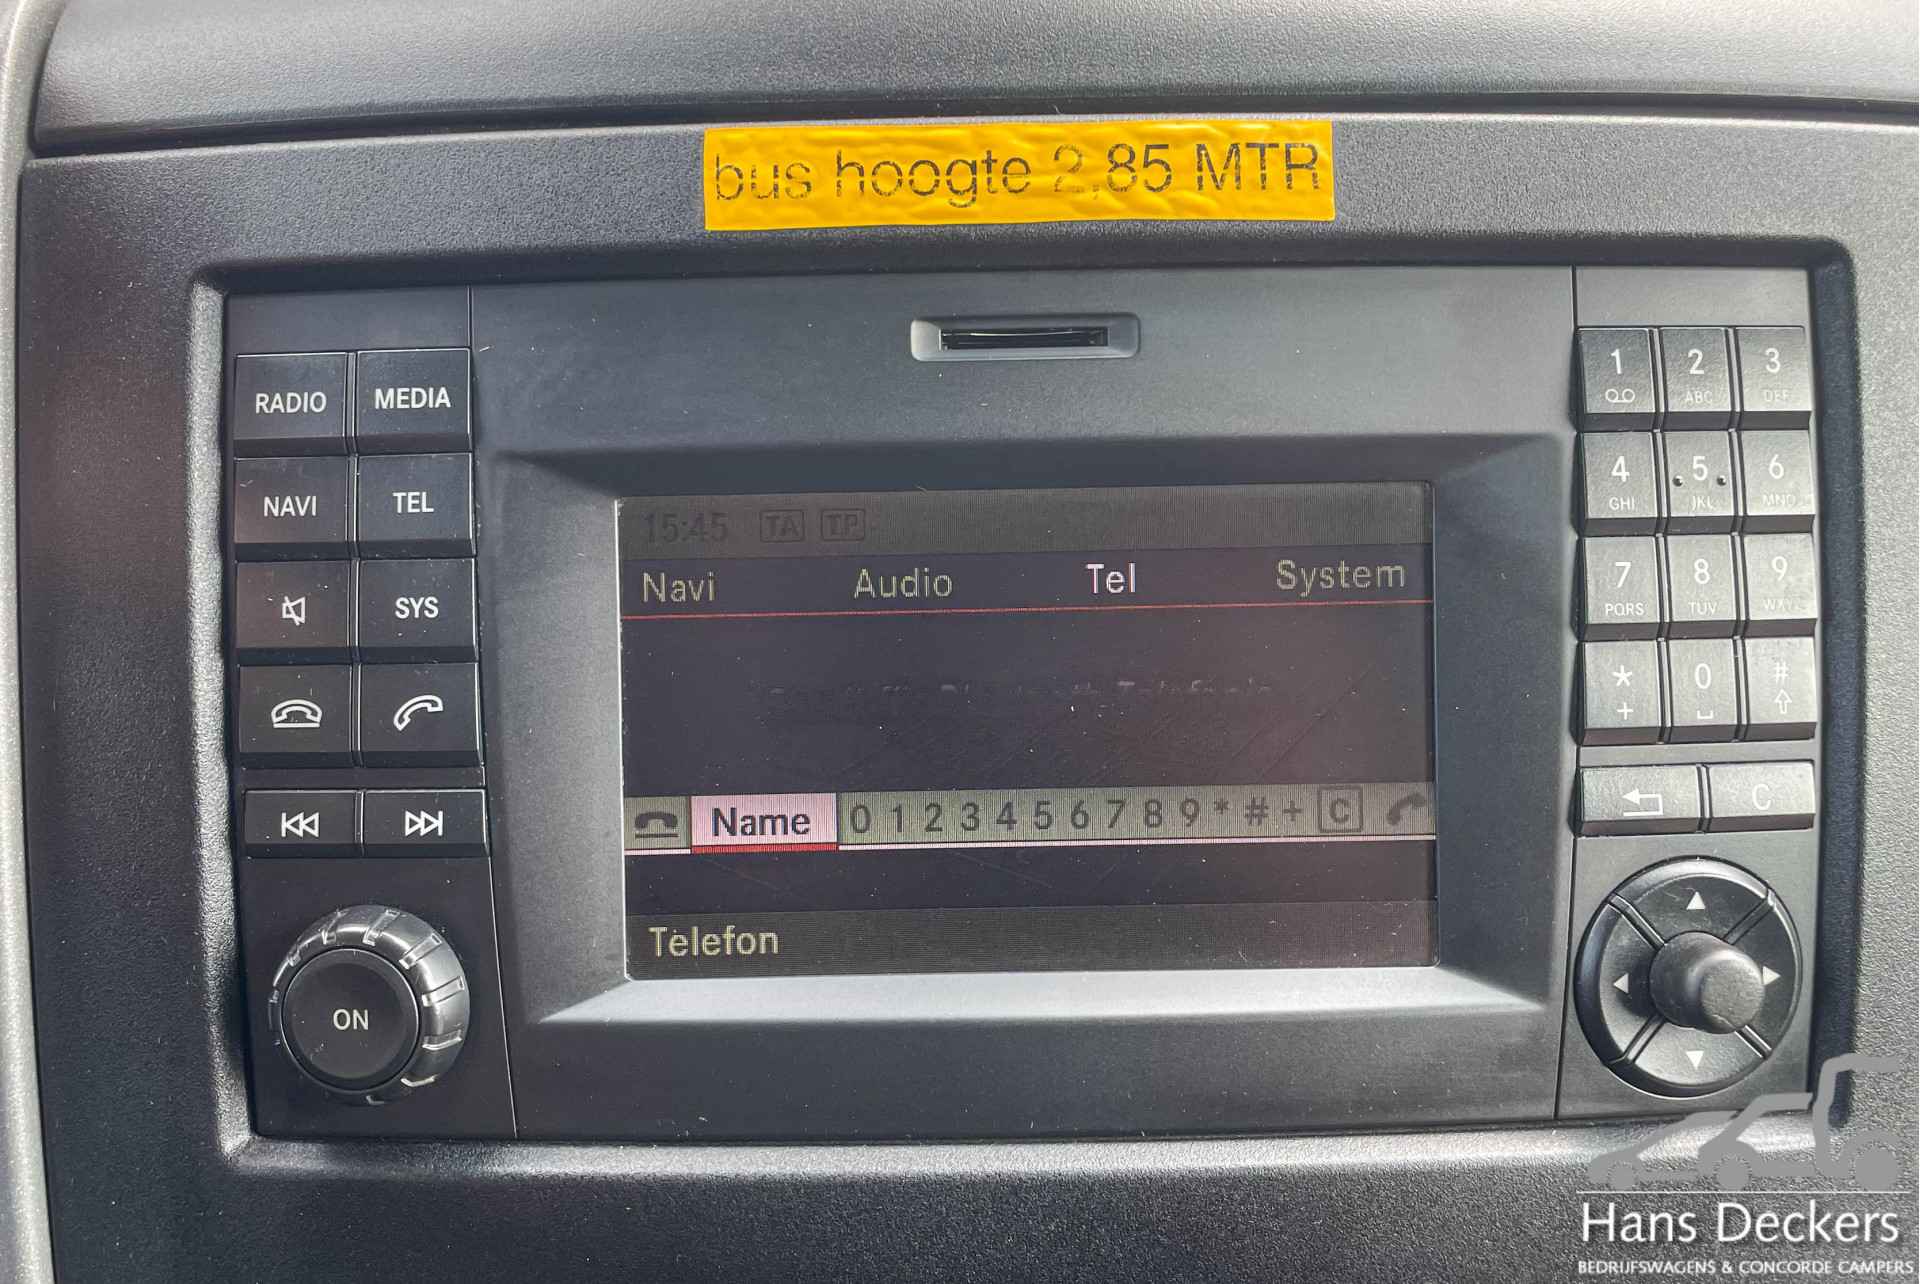 bus hoogte 2,85 MTR
RADIO MEDIA
NAVI TEL
SYS
ON
15:45 TA TP
Navi Audio Tel System
Name 0 1 2 3 4 5 6 7 8 9 * # + C
Telefon
1 2 3
ABC DEF
4 5 6
GHI JKL MNO
7 8 9
PQRS TUV WXY
* 0 #
+
C
Hans Deckers
BEDRIJFSWAGENS & CONCORDE CAMPERS